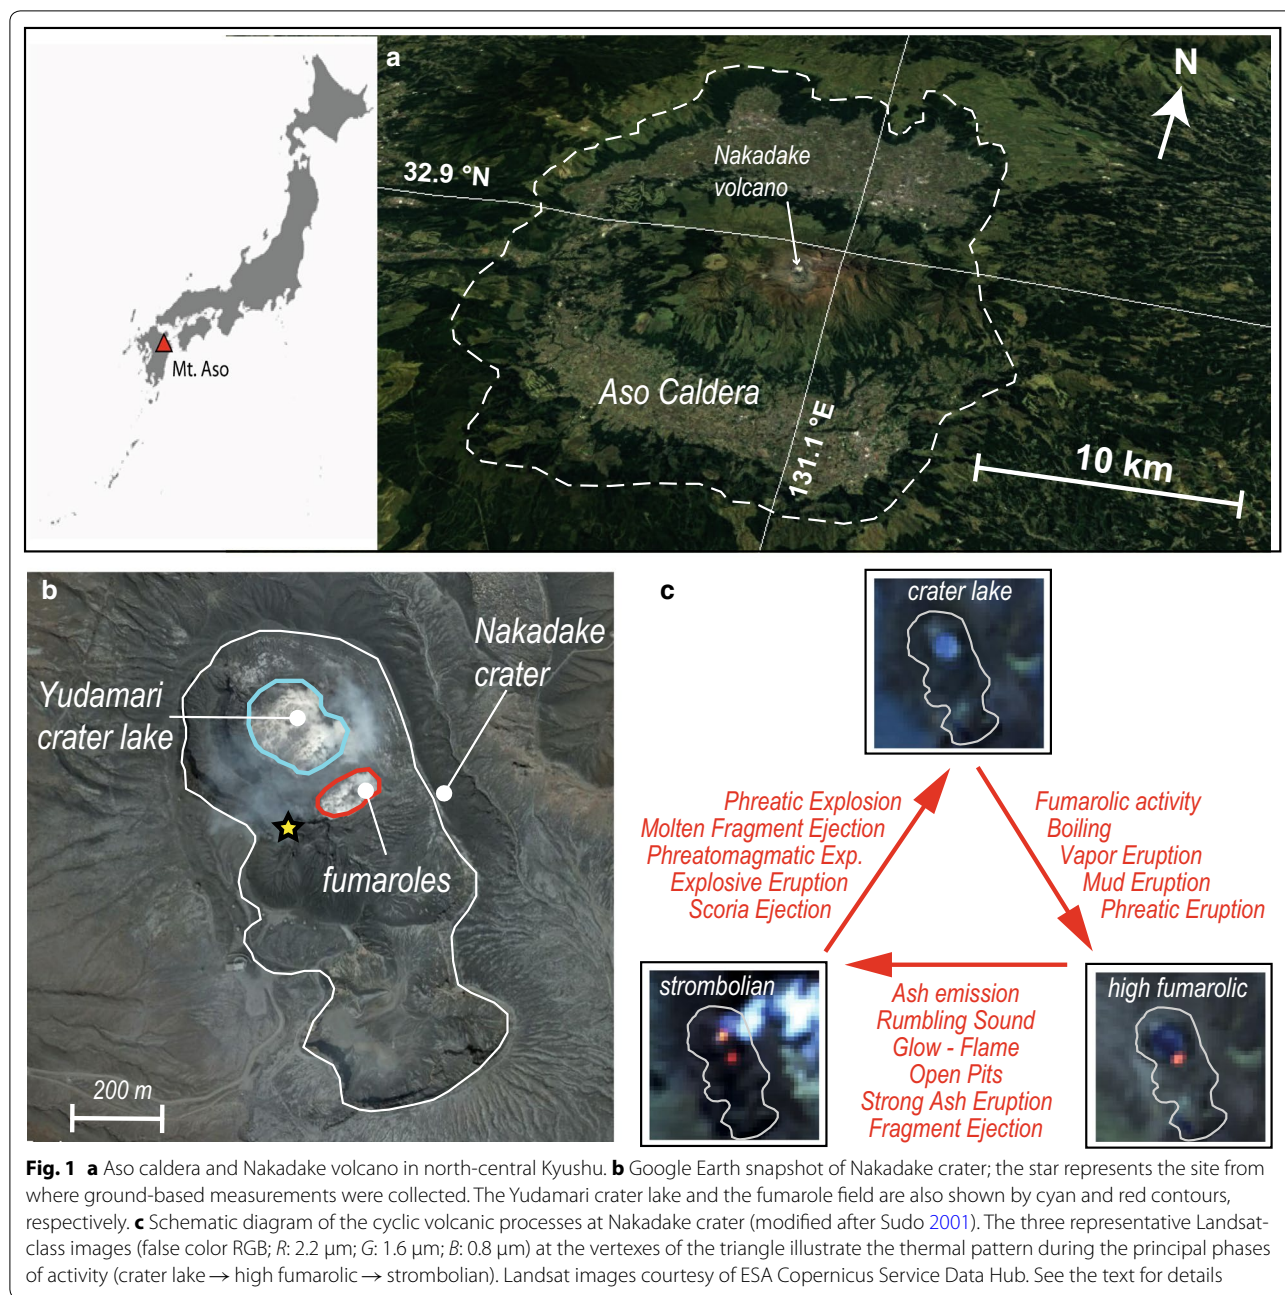 a
N
Nakadake
volcano
32.9 °N
Mt. Aso
Aso Caldera
131.1 °E
10 km
b
Nakadake
crater
Yudamari
crater lake
fumaroles
200 m
c
crater lake
Phreatic Explosion
Molten Fragment Ejection
Phreatomagmatic Exp.
Explosive Eruption
Scoria Ejection
Fumarolic activity
Boiling
Vapor Eruption
Mud Eruption
Phreatic Eruption
strombolian
Ash emission
Rumbling Sound
Glow - Flame
Open Pits
Strong Ash Eruption
Fragment Ejection
high fumarolic
Fig. 1 a Aso caldera and Nakadake volcano in north-central Kyushu. b Google Earth snapshot of Nakadake crater; the star represents the site from
where ground-based measurements were collected. The Yudamari crater lake and the fumarole field are also shown by cyan and red contours,
respectively. c Schematic diagram of the cyclic volcanic processes at Nakadake crater (modified after Sudo 2001). The three representative Landsat-
class images (false color RGB; R: 2.2 μm; G: 1.6 μm; B: 0.8 μm) at the vertexes of the triangle illustrate the thermal pattern during the principal phases
of activity (crater lake → high fumarolic → strombolian). Landsat images courtesy of ESA Copernicus Service Data Hub. See the text for details